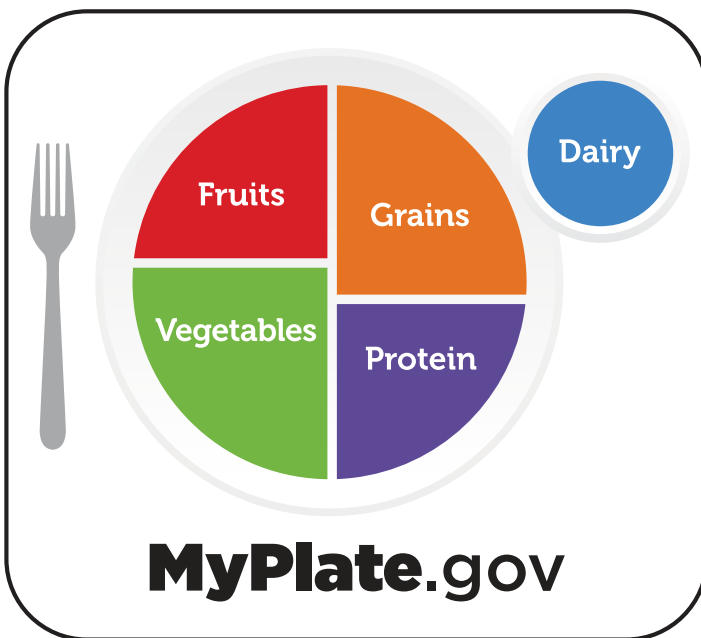 Fruits
Grains
Dairy
Vegetables
Protein
MyPlate.gov